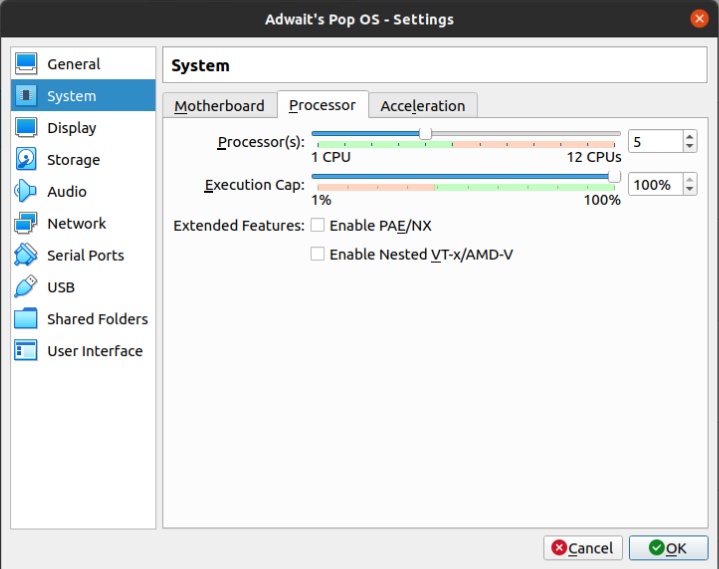 Adwait's Pop OS - Settings
General
System
Display
Storage
Audio
Network
Serial Ports
USB
Shared Folders
User Interface
System
Motherboard Processor Acceleration
Processor(s): 5
1 CPU 12 CPUs
Execution Cap: 100%
1% 100%
Extended Features: Enable PAE/NX
Enable Nested VT-x/AMD-V
Cancel OK